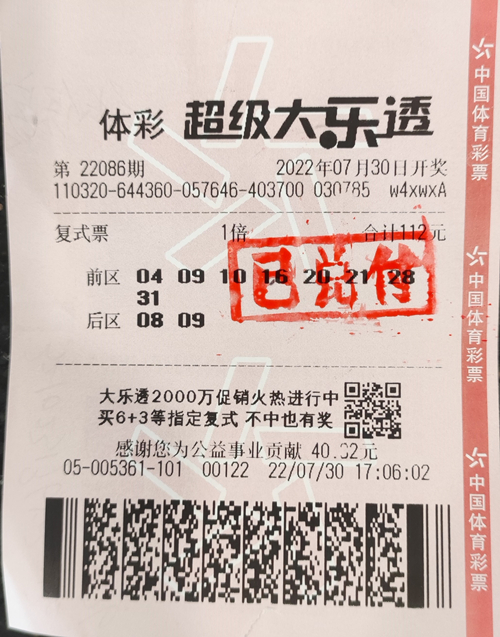 体彩 超级大乐透
第 22086期 2022年07月30日开奖
110320-644360-057646-403700 030785 w4xwxA
复式票 1倍 合计112元
前区 04 09 10 16 20 21 28
31
后区 08 09
已兑付
大乐透2000万促销火热进行中
买6+3等指定复式 不中也有奖
感谢您为公益事业贡献 40.32元
05-005361-101 00122 22/07/30 17:06:02
中国体育彩票
中国体育彩票
中国体育彩票